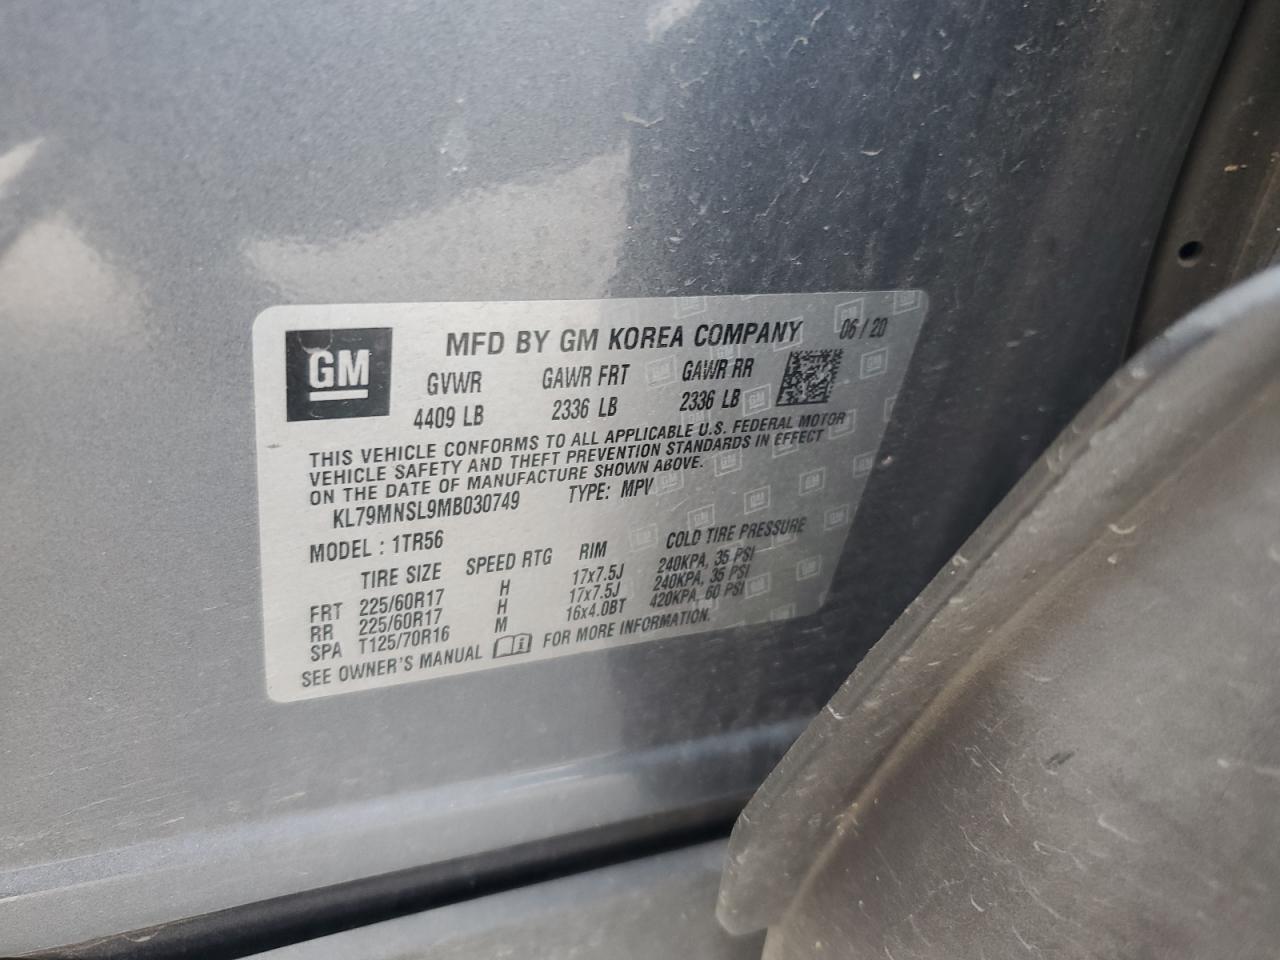 GM
MFD BY GM KOREA COMPANY 06 / 20
GVWR GAWR FRT GAWR RR
4409 LB 2336 LB 2336 LB
THIS VEHICLE CONFORMS TO ALL APPLICABLE U.S. FEDERAL MOTOR
VEHICLE SAFETY AND THEFT PREVENTION STANDARDS IN EFFECT
ON THE DATE OF MANUFACTURE SHOWN ABOVE.
KL79MNSL9MB030749 TYPE: MPV
MODEL : 1TR56
TIRE SIZE SPEED RTG RIM COLD TIRE PRESSURE
FRT 225/60R17 H 17x7.5J 240KPA, 35 PSI
RR 225/60R17 H 17x7.5J 240KPA, 35 PSI
SPA T125/70R16 M 16x4.0BT 420KPA, 60 PSI
SEE OWNER'S MANUAL FOR MORE INFORMATION.